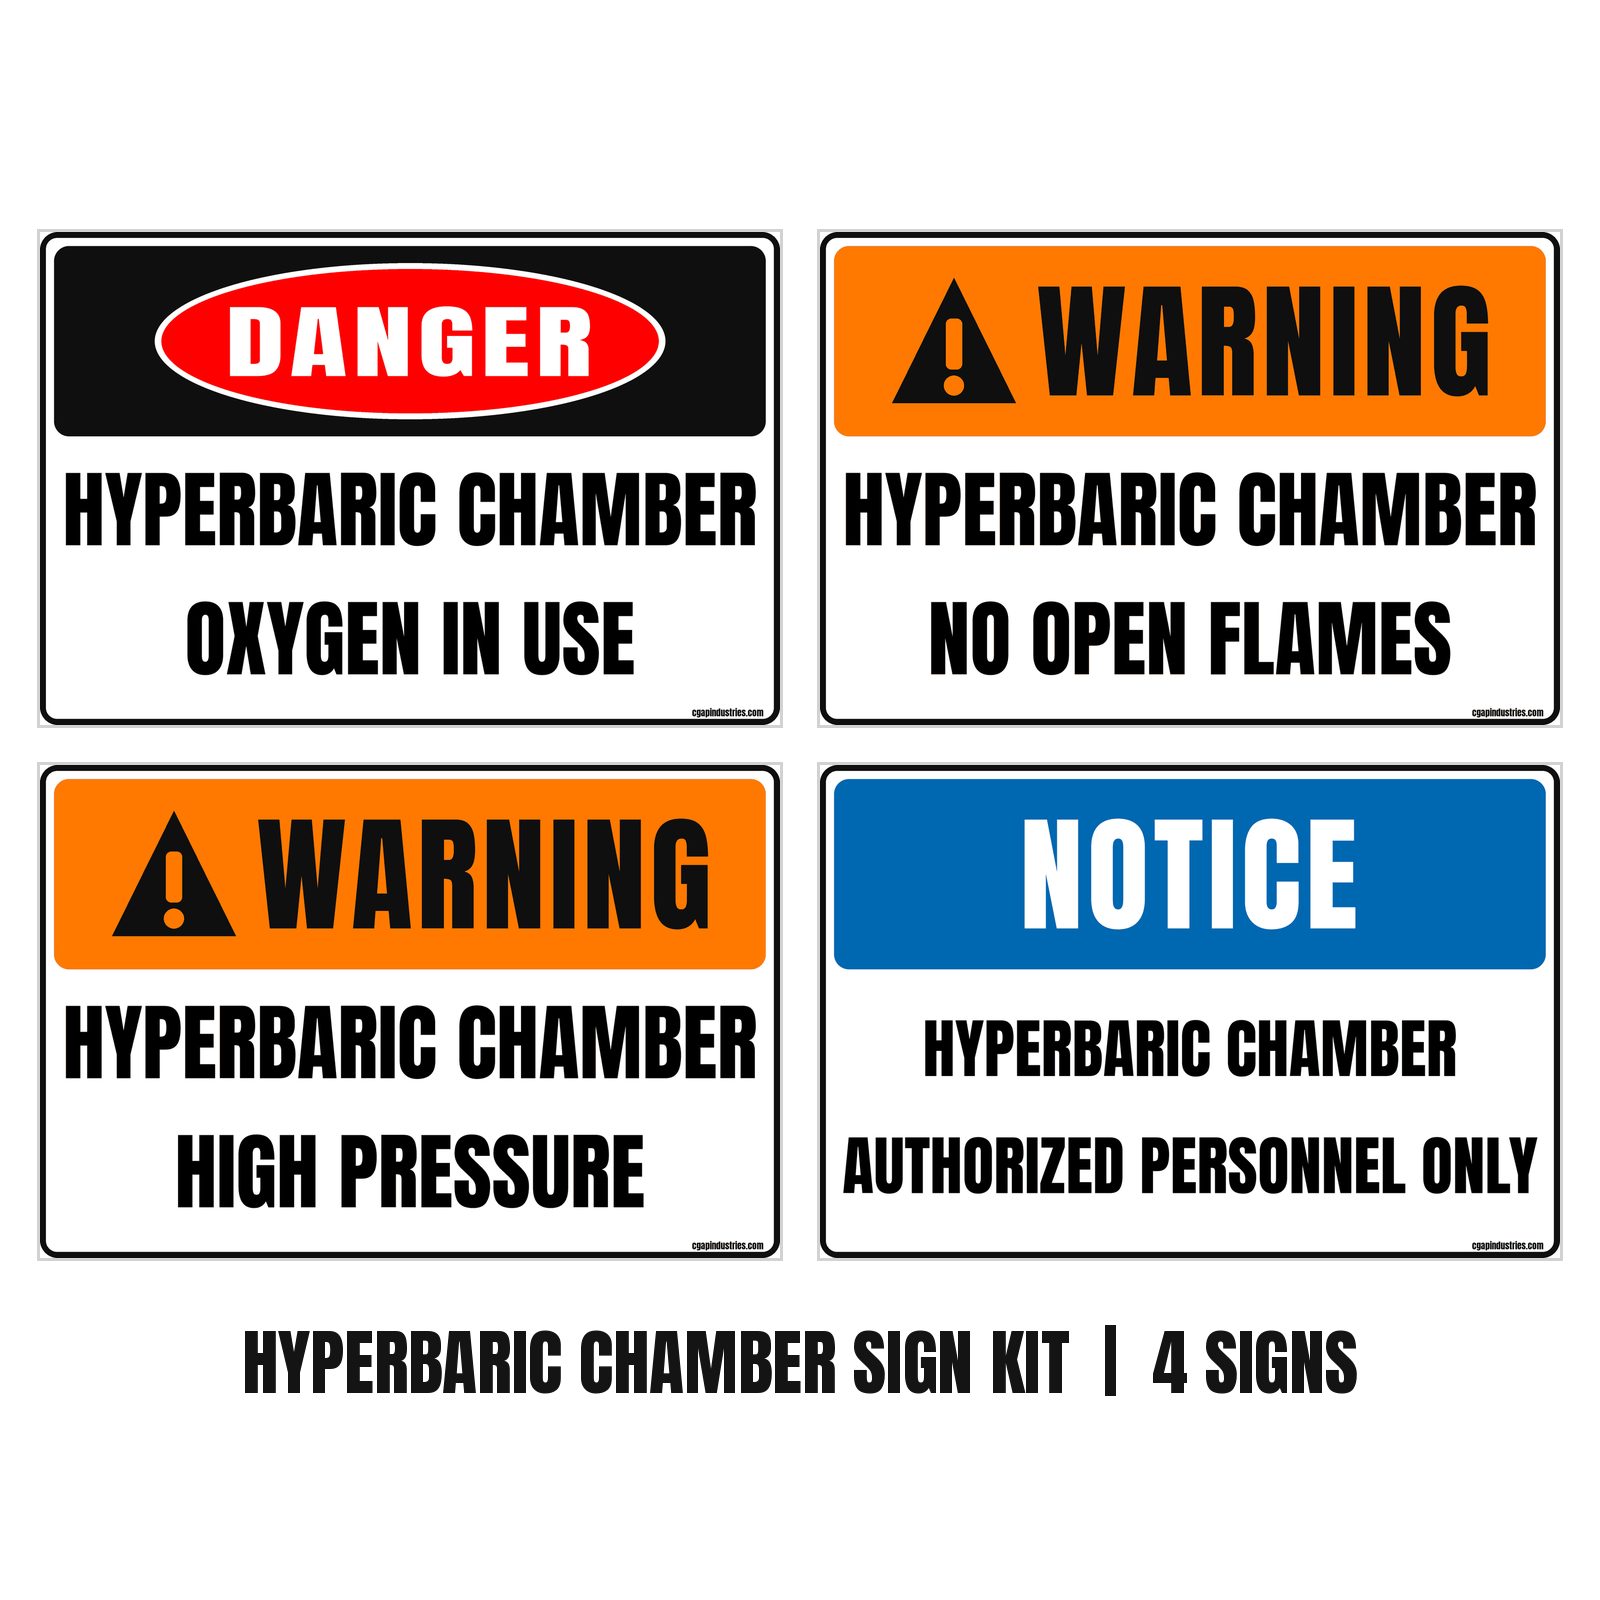 DANGER
HYPERBARIC CHAMBER
OXYGEN IN USE
cgapindustries.com
WARNING
HYPERBARIC CHAMBER
NO OPEN FLAMES
cgapindustries.com
WARNING
HYPERBARIC CHAMBER
HIGH PRESSURE
cgapindustries.com
NOTICE
HYPERBARIC CHAMBER
AUTHORIZED PERSONNEL ONLY
cgapindustries.com
HYPERBARIC CHAMBER SIGN KIT | 4 SIGNS